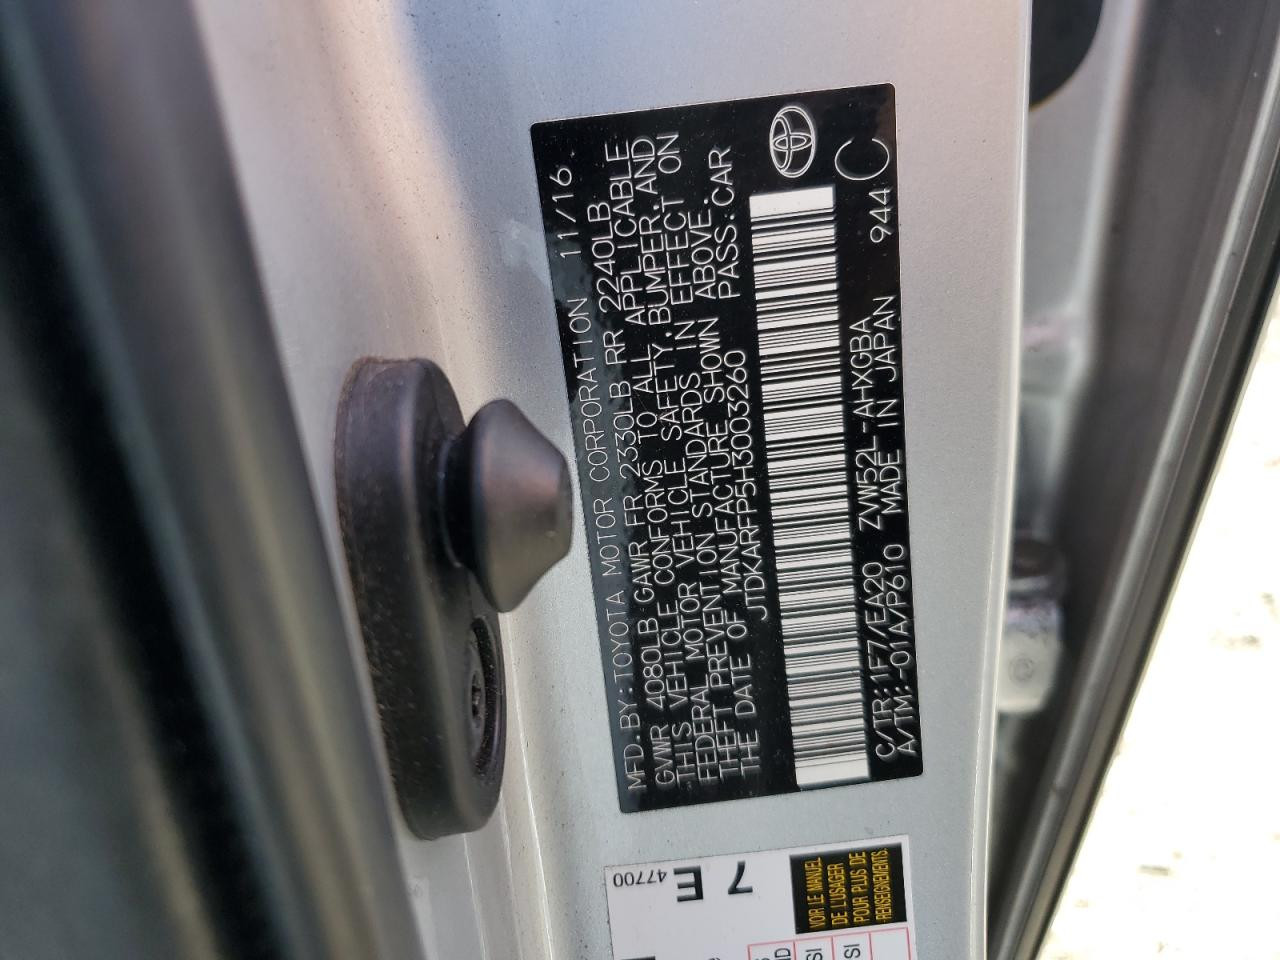 MFD.BY:TOYOTA MOTOR CORPORATION 11/16
GVWR 4080LB GAWR FR 2330LB RR 2240LB
THIS VEHICLE CONFORMS TO ALL APPLICABLE
FEDERAL MOTOR VEHICLE SAFETY,BUMPER,AND
THEFT PREVENTION STANDARDS IN EFFECT ON
THE DATE OF MANUFACTURE SHOWN ABOVE.
JTDKARFP5H3003260 PASS.CAR
C/TR:1F7/EA20 ZVW52L-AHXGBA
A/TM:-01A/P610 MADE IN JAPAN 944 C
47700
7 E
VOIR LE MANUEL
DE L'USAGER
POUR PLUS DE
RENSEIGNEMENTS.
SI
SI